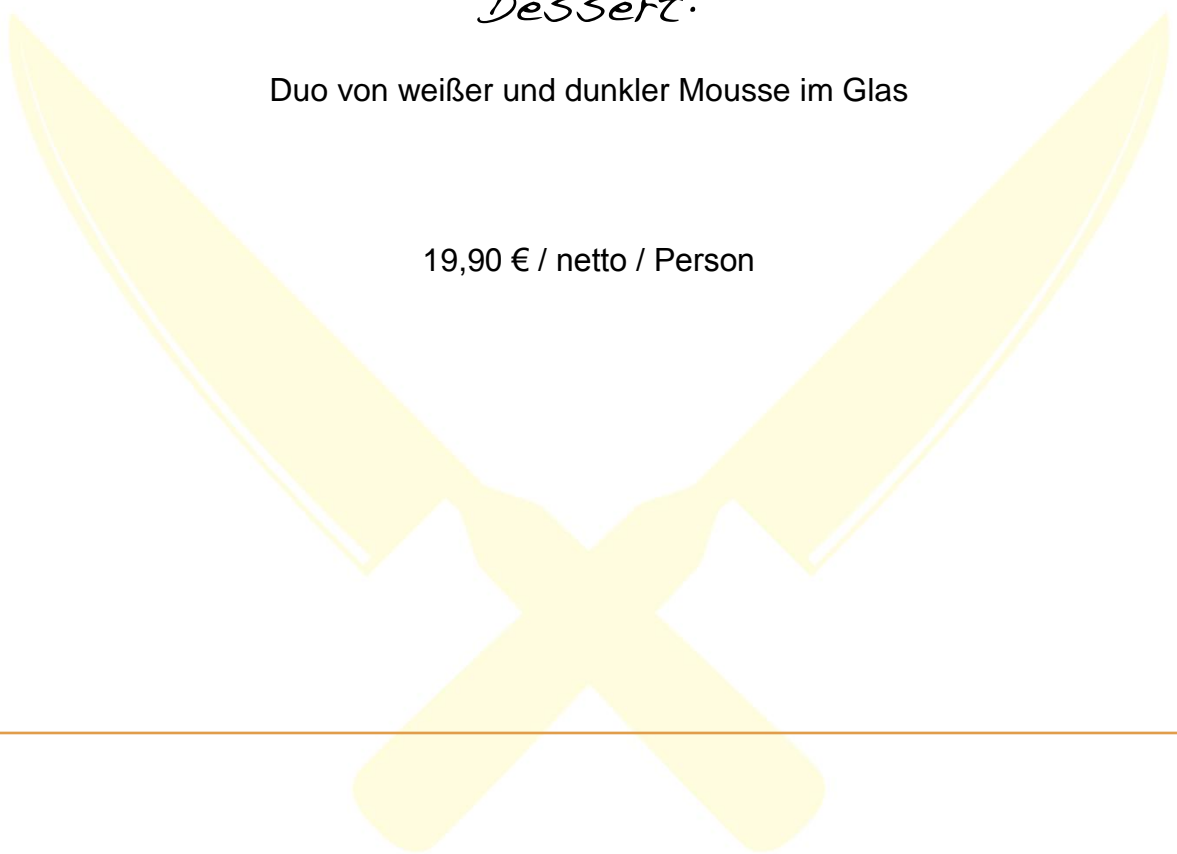 Dessert:
Duo von weißer und dunkler Mousse im Glas
19,90 € / netto / Person